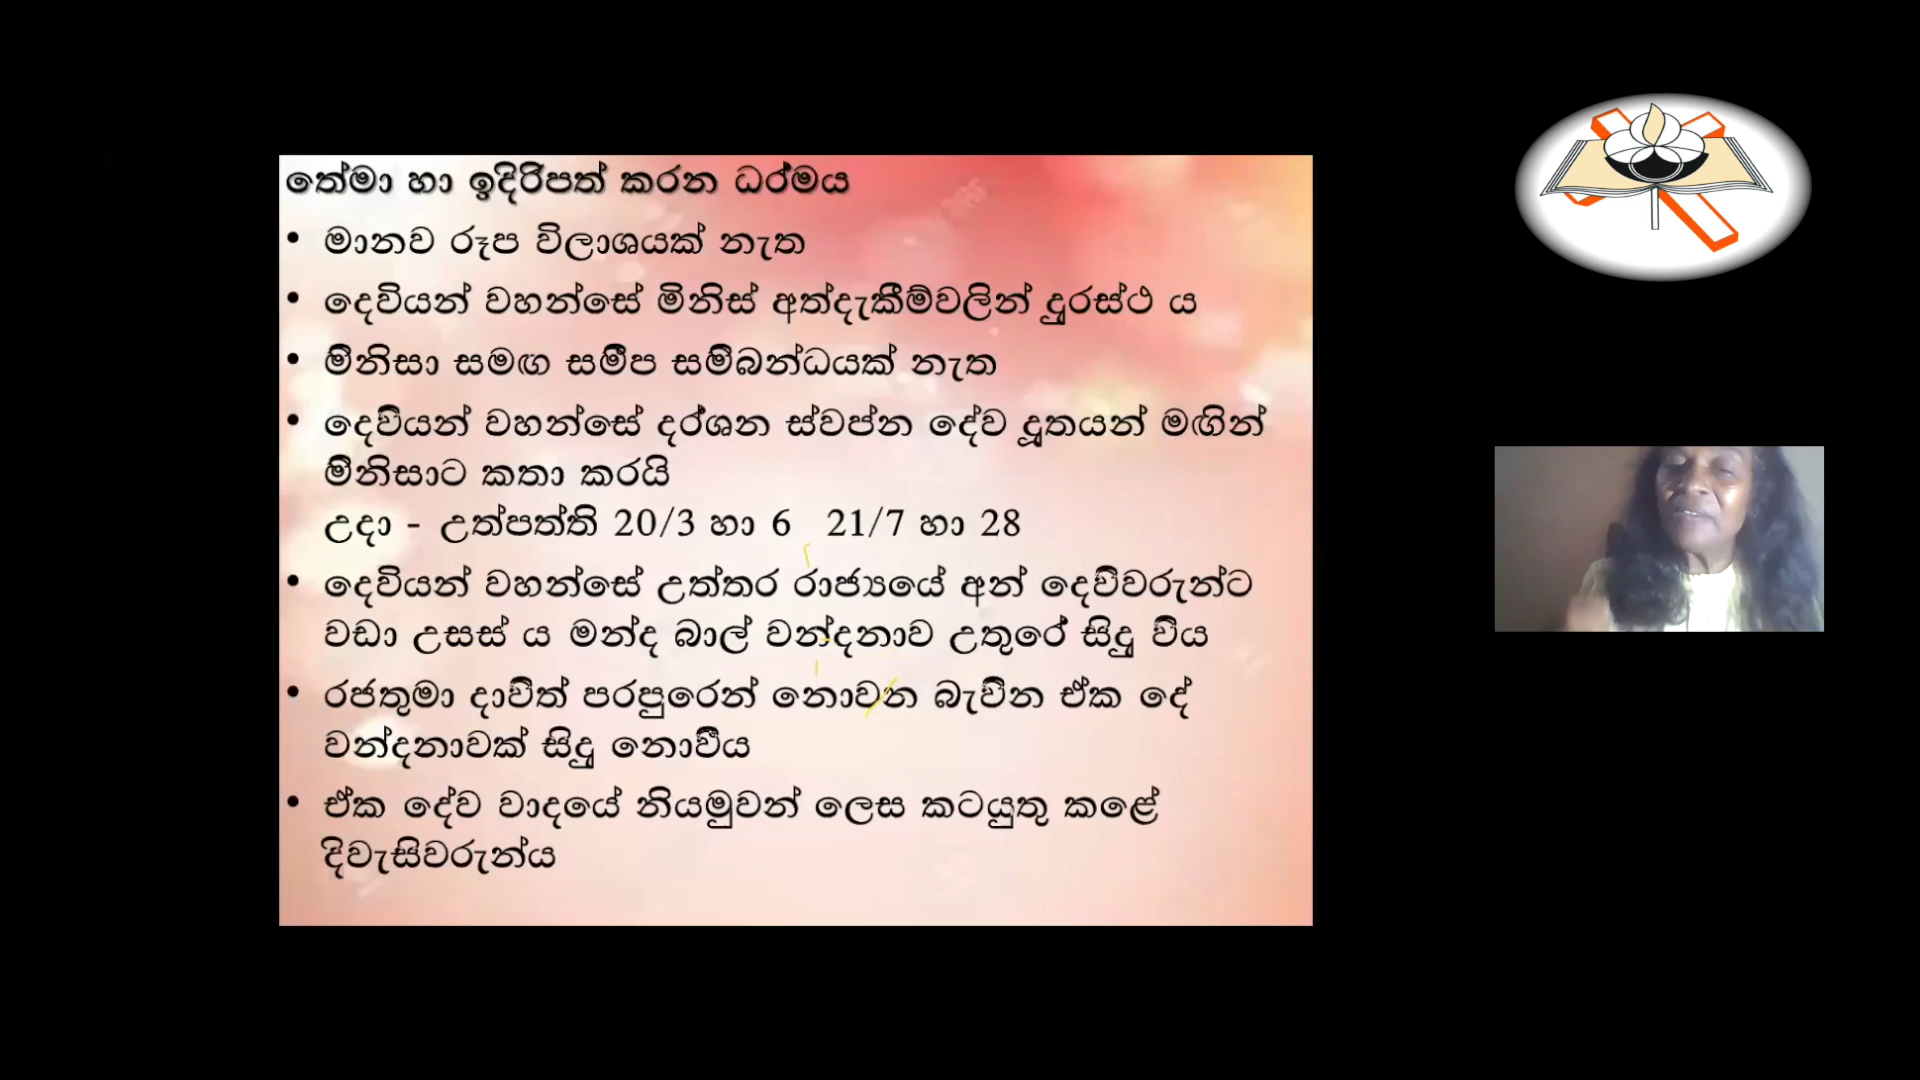 තේමා හා ඉදිරිපත් කරන ධර්මය
• මානව රූප විලාශයක් නැත
• දෙවියන් වහන්සේ මිනිස් අත්දැකීම්වලින් දුරස්ථ ය
• මිනිසා සමඟ සමීප සම්බන්ධයක් නැත
• දෙවියන් වහන්සේ දර්ශන ස්වප්න දේව දූතයන් මඟින්
මිනිසාට කතා කරයි
උදා - උත්පත්ති 20/3 හා 6 21/7 හා 28
• දෙවියන් වහන්සේ උත්තර රාජ්‍යයේ අන් දෙවිවරුන්ට
වඩා උසස් ය මන්ද බාල් වන්දනාව උතුරේ සිදු විය
• රජතුමා දාවිත් පරපුරෙන් නොවන බැවින ඒක දේ
වන්දනාවක් සිදු නොවීය
• ඒක දේව වාදයේ නියමුවන් ලෙස කටයුතු කළේ
දිවැසිවරුන්ය